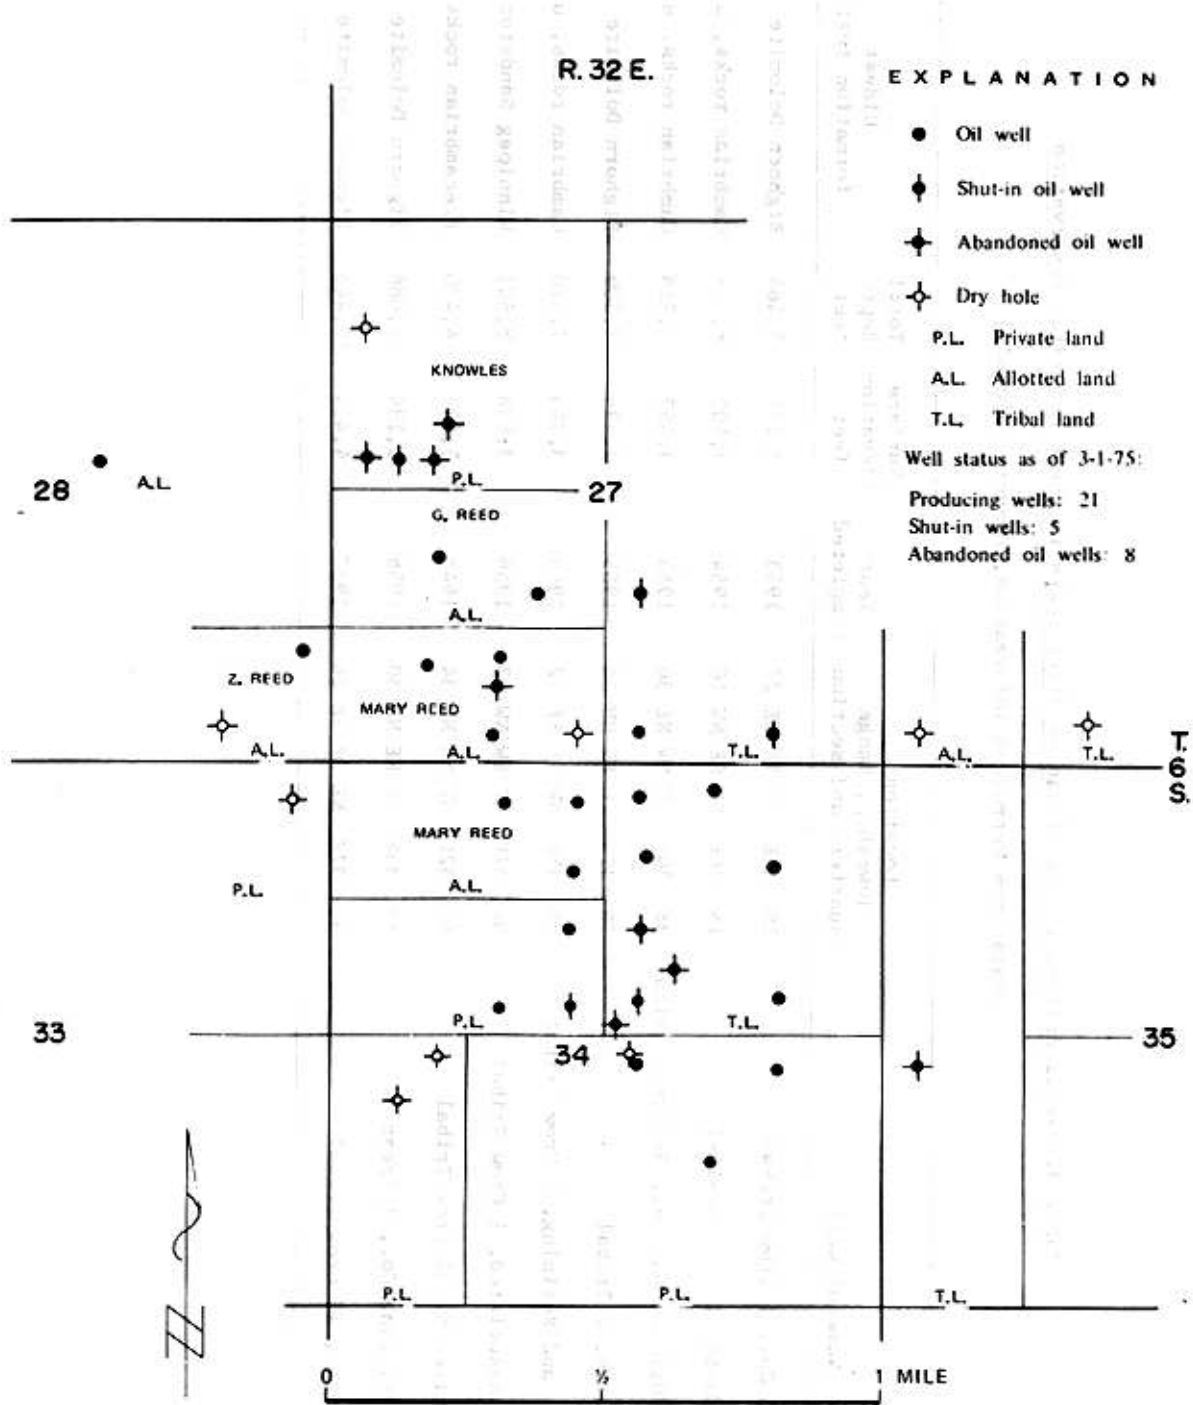 R. 32 E.
EXPLANATION
Oil well
Shut-in oil well
Abandoned oil well
Dry hole
P.L. Private land
A.L. Allotted land
T.L. Tribal land
Well status as of 3-1-75:
Producing wells: 21
Shut-in wells: 5
Abandoned oil wells: 8
KNOWLES
P.L.
28
A.L.
27
G. REED
A.L.
Z. REED
MARY REED
A.L.
A.L.
T.L.
A.L.
T.L.
T. 6 S.
MARY REED
P.L.
A.L.
33
P.L.
T.L.
34
35
P.L.
P.L.
T.L.
N
0 ½ 1 MILE